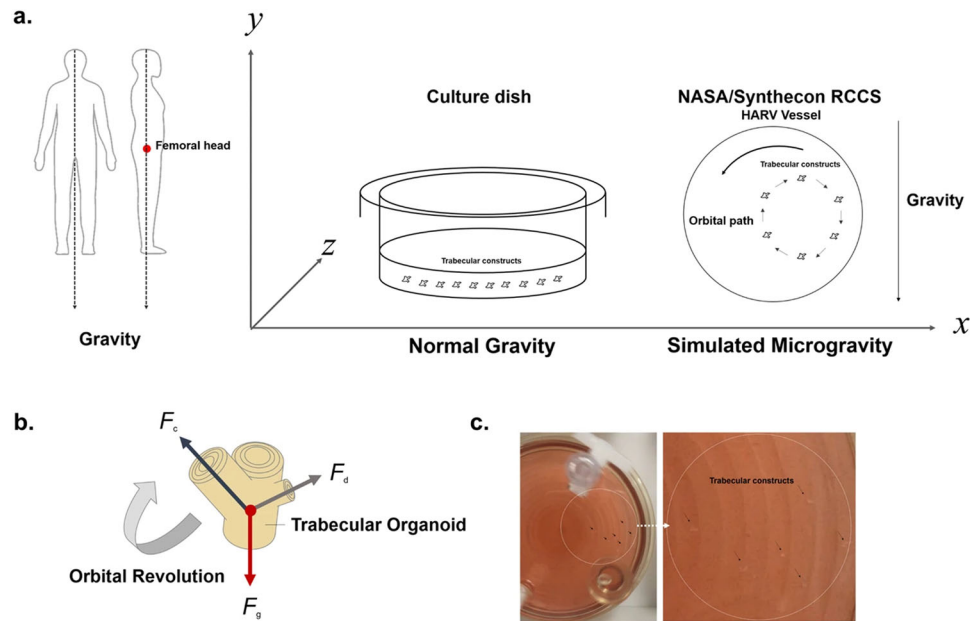 a.
y
Culture dish
NASA/Synthecon RCCS
HARV Vessel
Femoral head
Trabecular constructs
Gravity
Orbital path
z
Trabecular constructs
x
Gravity
Normal Gravity
Simulated Microgravity
b.
Fc
Fd
Trabecular Organoid
Orbital Revolution
Fg
c.
Trabecular constructs